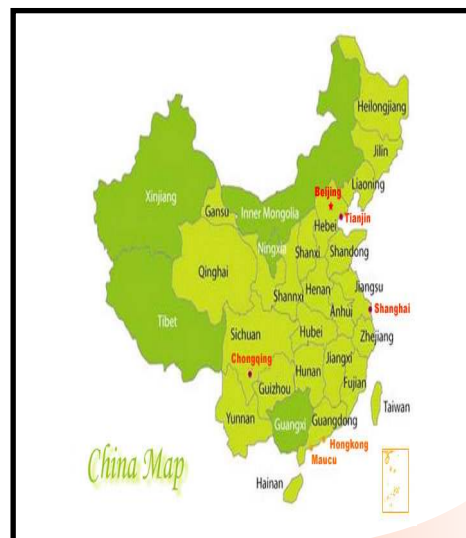 Heilongjiang
Jilin
Liaoning
Beijing
Tianjin
Xinjiang
Gansu
Inner Mongolia
Hebei
Ningxia
Shanxi
Shandong
Qinghai
Shannxi
Henan
Jiangsu
Anhui
Shanghai
Tibet
Sichuan
Hubei
Zhejiang
Chongqing
Hunan
Jiangxi
Guizhou
Fujian
Yunnan
Guangxi
Guangdong
Taiwan
Hongkong
Maucu
China Map
Hainan